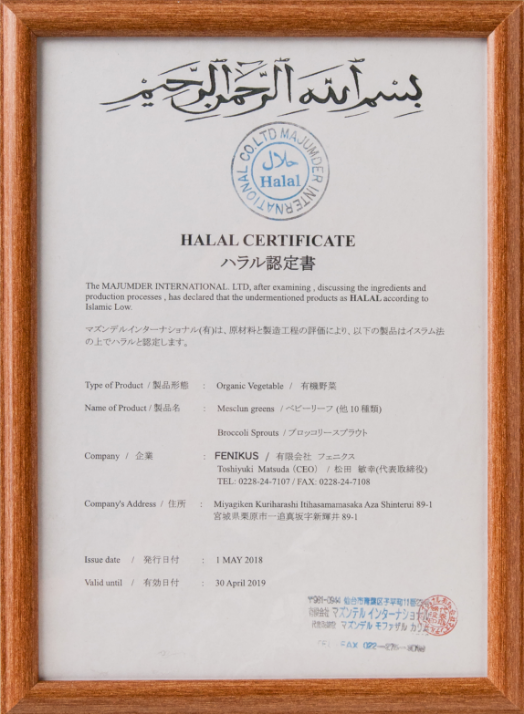 بسم الله الرحمن الرحيم
MAJUMDER INTERNATIONAL CO.LTD
حلال
Halal
HALAL CERTIFICATE
ハラル認定書
The MAJUMDER INTERNATIONAL. LTD, after examining , discussing the ingredients and
production processes , has declared that the undermentioned products as HALAL according to
Islamic Low.
マズンデルインターナショナル(有)は、原材料と製造工程の評価により、以下の製品はイスラム法
の上でハラルと認定します。
Type of Product / 製品形態 : Organic Vegetable / 有機野菜
Name of Product / 製品名 : Mesclun greens / ベビーリーフ (他 10 種類)
Broccoli Sprouts / ブロッコリースプラウト
Company / 企業 : FENIKUS / 有限会社 フェニクス
Toshiyuki Matsuda (CEO) / 松田 敏幸(代表取締役)
TEL: 0228-24-7107 / FAX: 0228-24-7108
Company's Address / 住所 : Miyagiken Kuriharashi Itihasamamasaka Aza Shinterui 89-1
宮城県栗原市一迫真坂字新輝井 89-1
Issue date / 発行日付 : 1 MAY 2018
Valid until / 有効日付 : 30 April 2019
仙台市青葉区
マズンデル インターナショナル
マズンデル モファザル
FAX 022